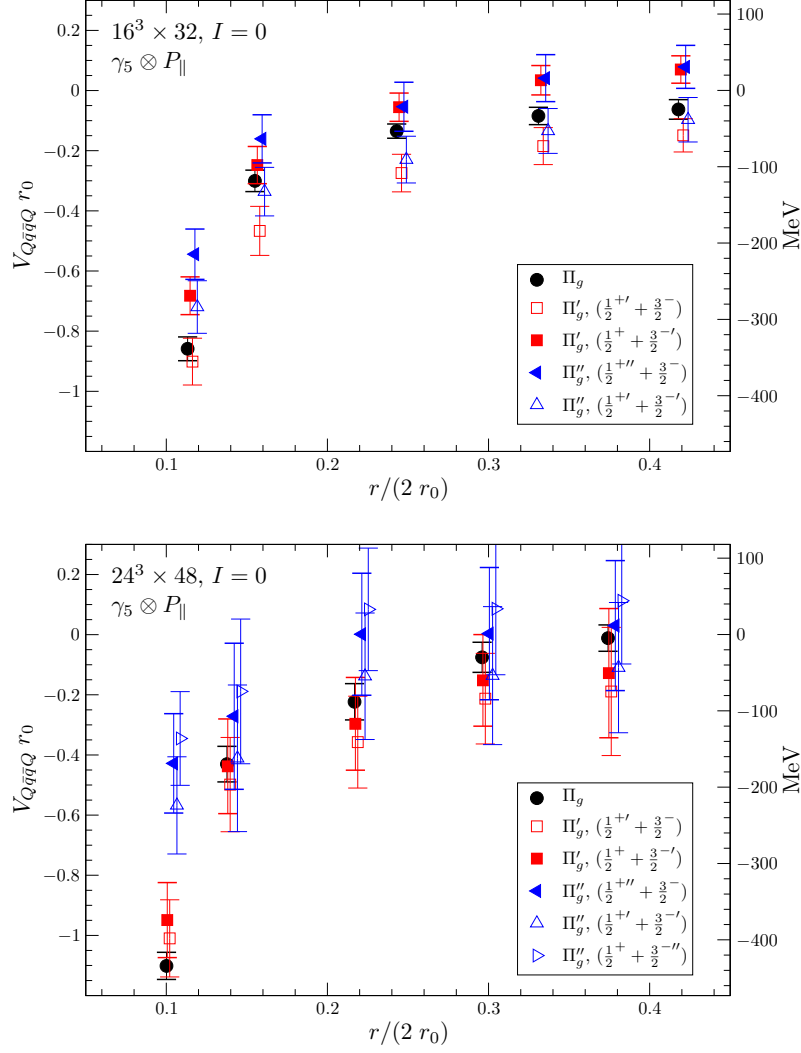 16³ × 32, I = 0
γ₅ ⊗ P∥
0.2
0
−0.2
−0.4
−0.6
−0.8
−1
V_{Qq̄q̄Q} r₀
100
0
−100
−200
−300
−400
MeV
Π_g
Π′_g, (½⁺′ + 3/2⁻)
Π′_g, (½⁺ + 3/2⁻′)
Π″_g, (½⁺″ + 3/2⁻)
Π″_g, (½⁺′ + 3/2⁻′)
0.1 0.2 0.3 0.4
r/(2 r₀)
24³ × 48, I = 0
γ₅ ⊗ P∥
0.2
0
−0.2
−0.4
−0.6
−0.8
−1
V_{Qq̄q̄Q} r₀
100
0
−100
−200
−300
−400
MeV
Π_g
Π′_g, (½⁺′ + 3/2⁻)
Π′_g, (½⁺ + 3/2⁻′)
Π″_g, (½⁺″ + 3/2⁻)
Π″_g, (½⁺′ + 3/2⁻′)
Π″_g, (½⁺ + 3/2⁻″)
0.1 0.2 0.3 0.4
r/(2 r₀)